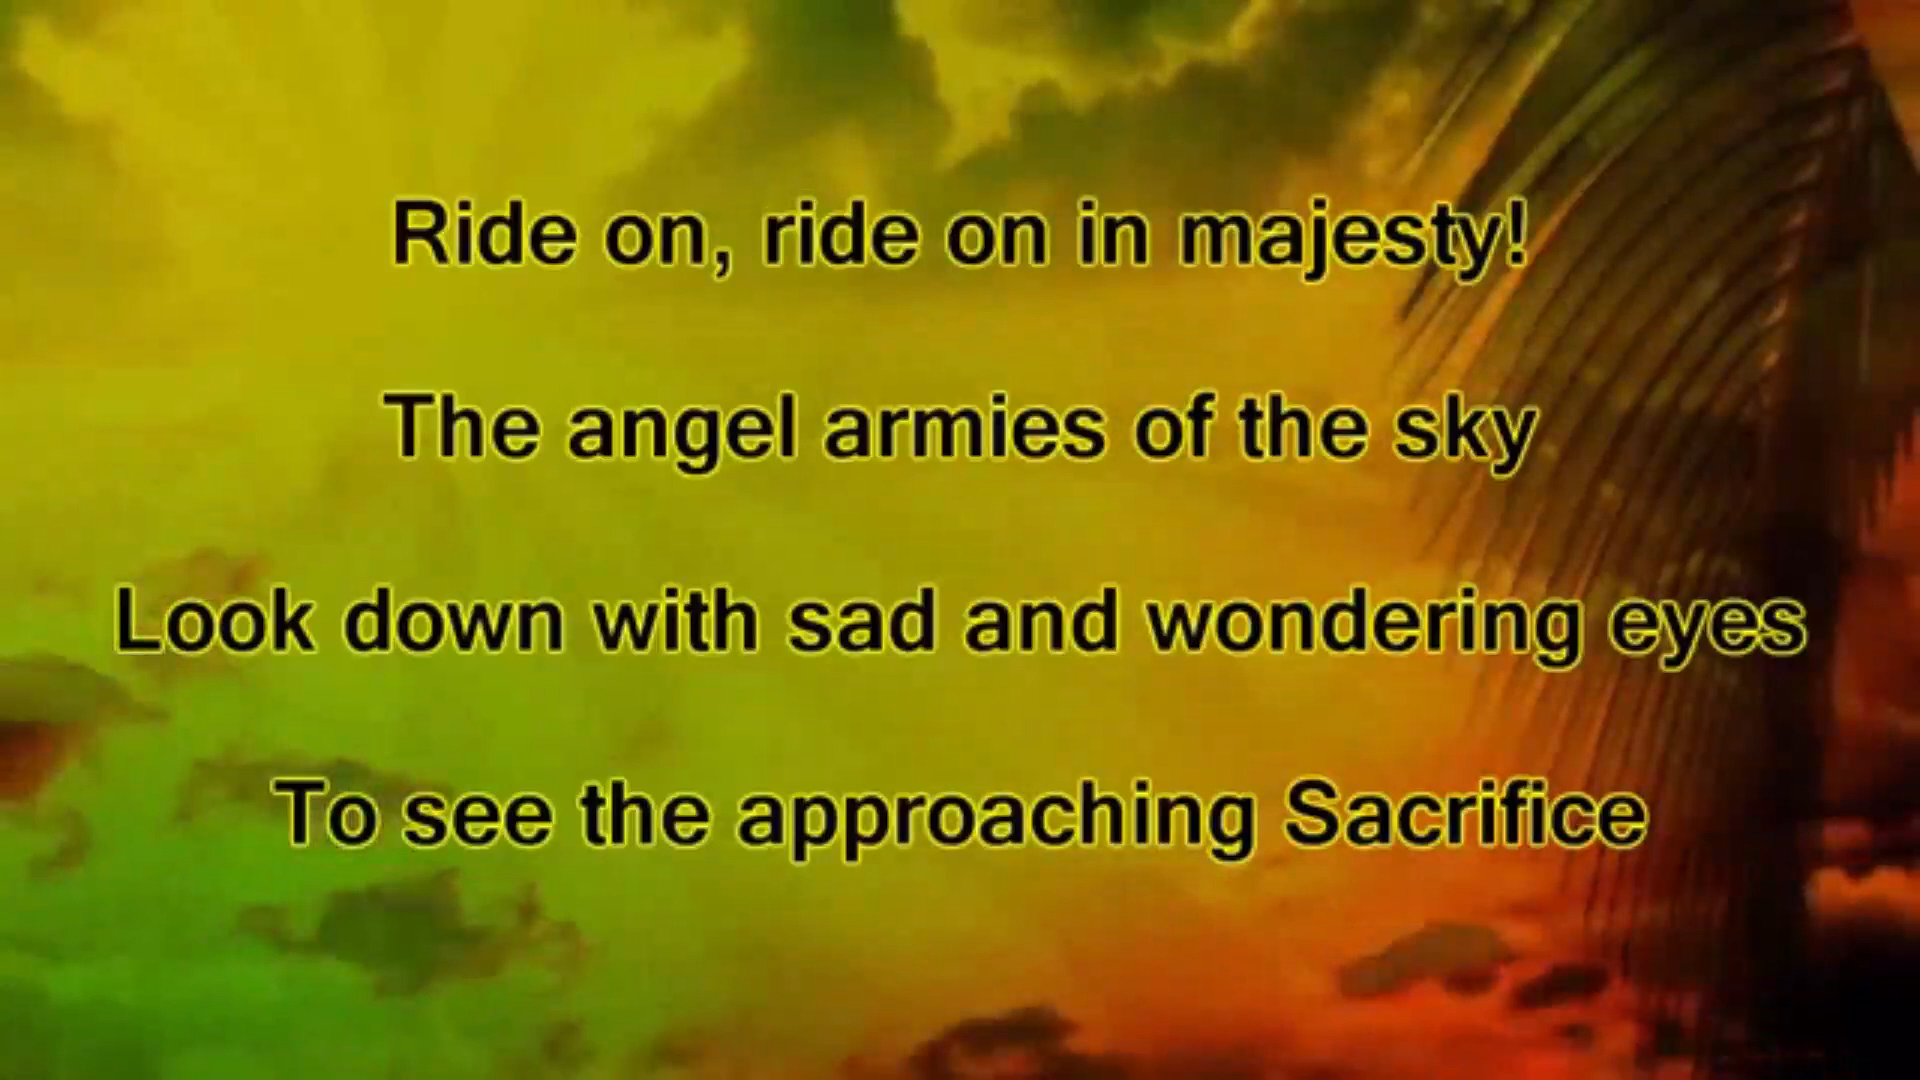 Ride on, ride on in majesty!
The angel armies of the sky
Look down with sad and wondering eyes
To see the approaching Sacrifice